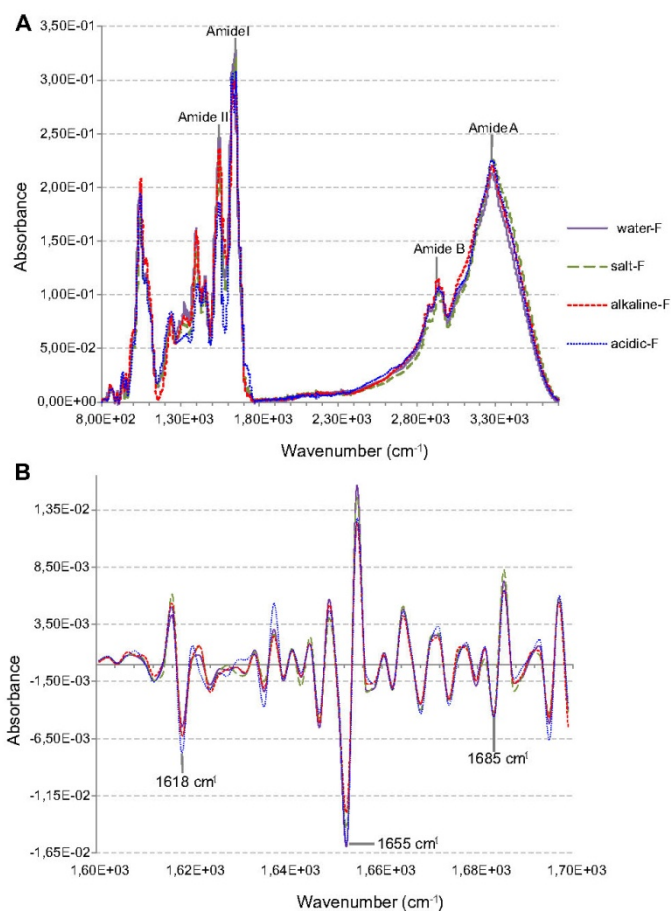 A
AmideI
3,50E-01
3,00E-01
Amide II
2,50E-01
AmideA
2,00E-01
1,50E-01
Amide B
1,00E-01
5,00E-02
0,00E+00
Absorbance
8,00E+02 1,30E+03 1,80E+03 2,30E+03 2,80E+03 3,30E+03
Wavenumber (cm-1)
water-F
salt-F
alkaline-F
acidic-F
B
1,35E-02
8,50E-03
3,50E-03
-1,50E-03
-6,50E-03
-1,15E-02
-1,65E-02
Absorbance
1618 cm-1
1685 cm-1
1655 cm-1
1,60E+03 1,62E+03 1,64E+03 1,66E+03 1,68E+03 1,70E+03
Wavenumber (cm-1)